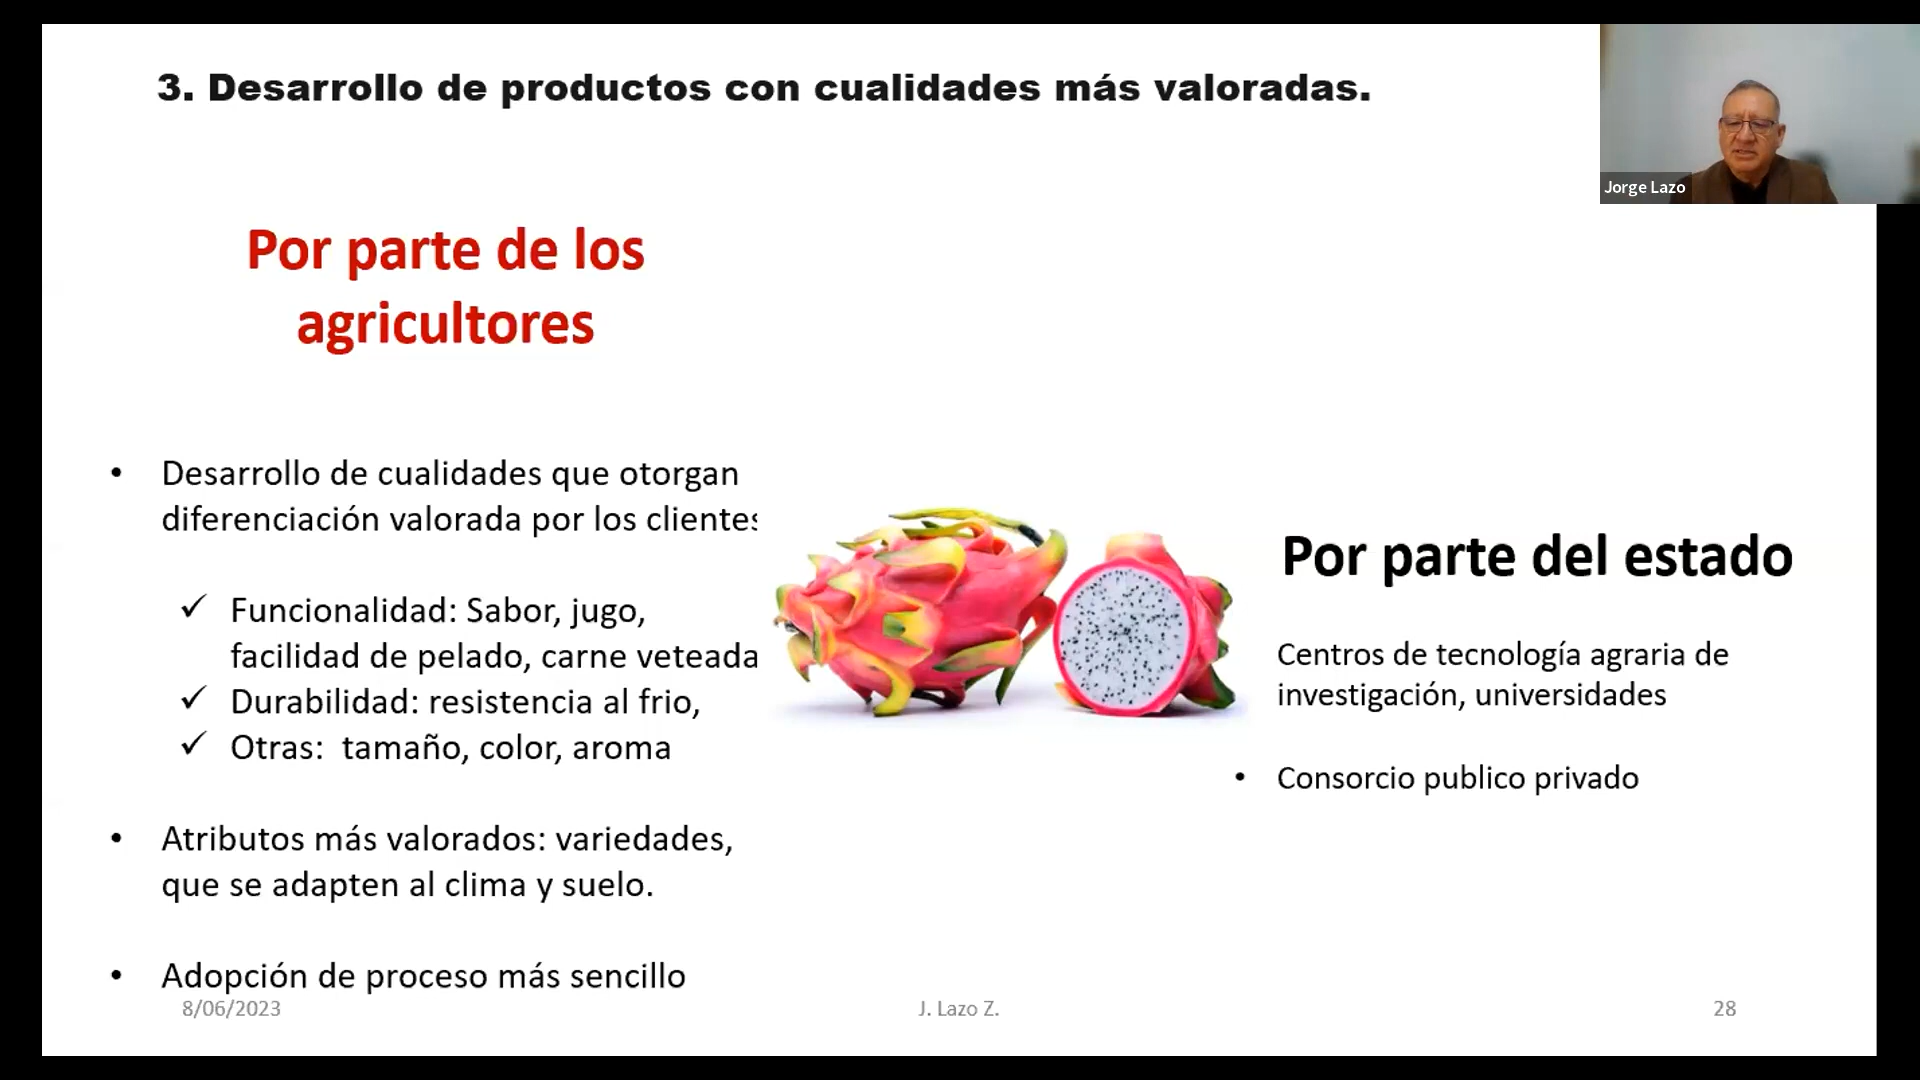 3. Desarrollo de productos con cualidades más valoradas.
Jorge Lazo
Por parte de los
agricultores
• Desarrollo de cualidades que otorgan
diferenciación valorada por los clientes
✓ Funcionalidad: Sabor, jugo,
facilidad de pelado, carne veteada
✓ Durabilidad: resistencia al frio,
✓ Otras: tamaño, color, aroma
• Atributos más valorados: variedades,
que se adapten al clima y suelo.
• Adopción de proceso más sencillo
Por parte del estado
Centros de tecnología agraria de
investigación, universidades
• Consorcio publico privado
8/06/2023
J. Lazo Z.
28